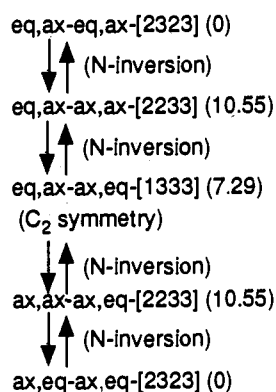 eq,ax-eq,ax-[2323] (0)
(N-inversion)
eq,ax-ax,ax-[2233] (10.55)
(N-inversion)
eq,ax-ax,eq-[1333] (7.29)
(C₂ symmetry)
(N-inversion)
ax,ax-ax,eq-[2233] (10.55)
(N-inversion)
ax,eq-ax,eq-[2323] (0)